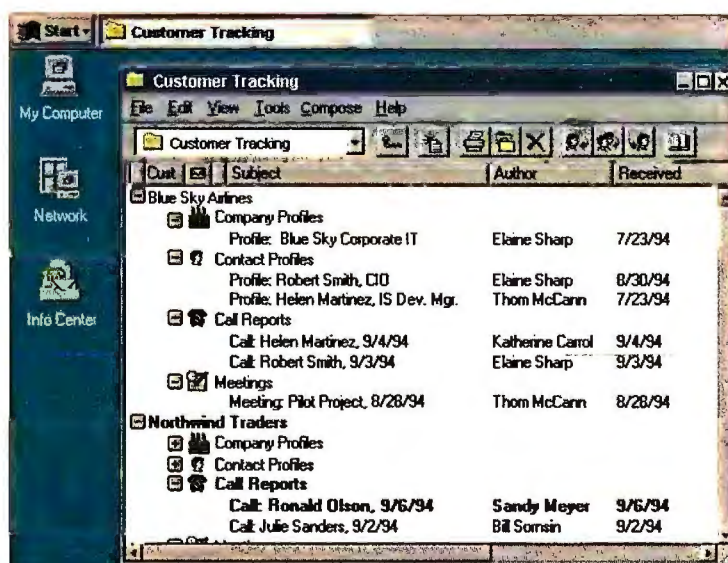 Start Customer Tracking
My Computer
Network
Info Center
Customer Tracking
File Edit View Tools Compose Help
Customer Tracking
Cust Subject Author Received
Blue Sky Airlines
Company Profiles
Profile: Blue Sky Corporate IT Elaine Sharp 7/23/94
Contact Profiles
Profile: Robert Smith, CIO Elaine Sharp 8/30/94
Profile: Helen Martinez, IS Dev. Mgr. Thom McCann 7/23/94
Call Reports
Call: Helen Martinez, 9/4/94 Katherine Carrol 9/4/94
Call: Robert Smith, 9/3/94 Elaine Sharp 9/3/94
Meetings
Meeting: Pilot Project, 8/28/94 Thom McCann 8/28/94
Northwind Traders
Company Profiles
Contact Profiles
Call Reports
Call: Ronald Olson, 9/6/94 Sandy Meyer 9/6/94
Call: Julie Sanders, 9/2/94 Bill Somsin 9/2/94